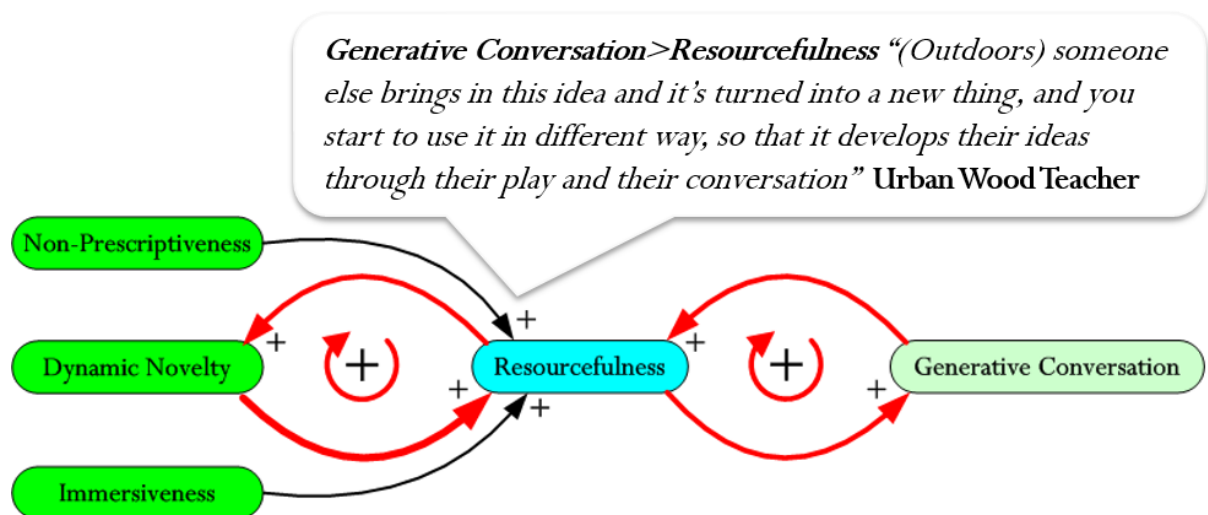 Generative Conversation>Resourcefulness “(Outdoors) someone
else brings in this idea and it’s turned into a new thing, and you
start to use it in different way, so that it develops their ideas
through their play and their conversation” Urban Wood Teacher
Non-Prescriptiveness
+
Dynamic Novelty
+
+
+
Resourcefulness
+
+
+
+
Generative Conversation
+
Immersiveness